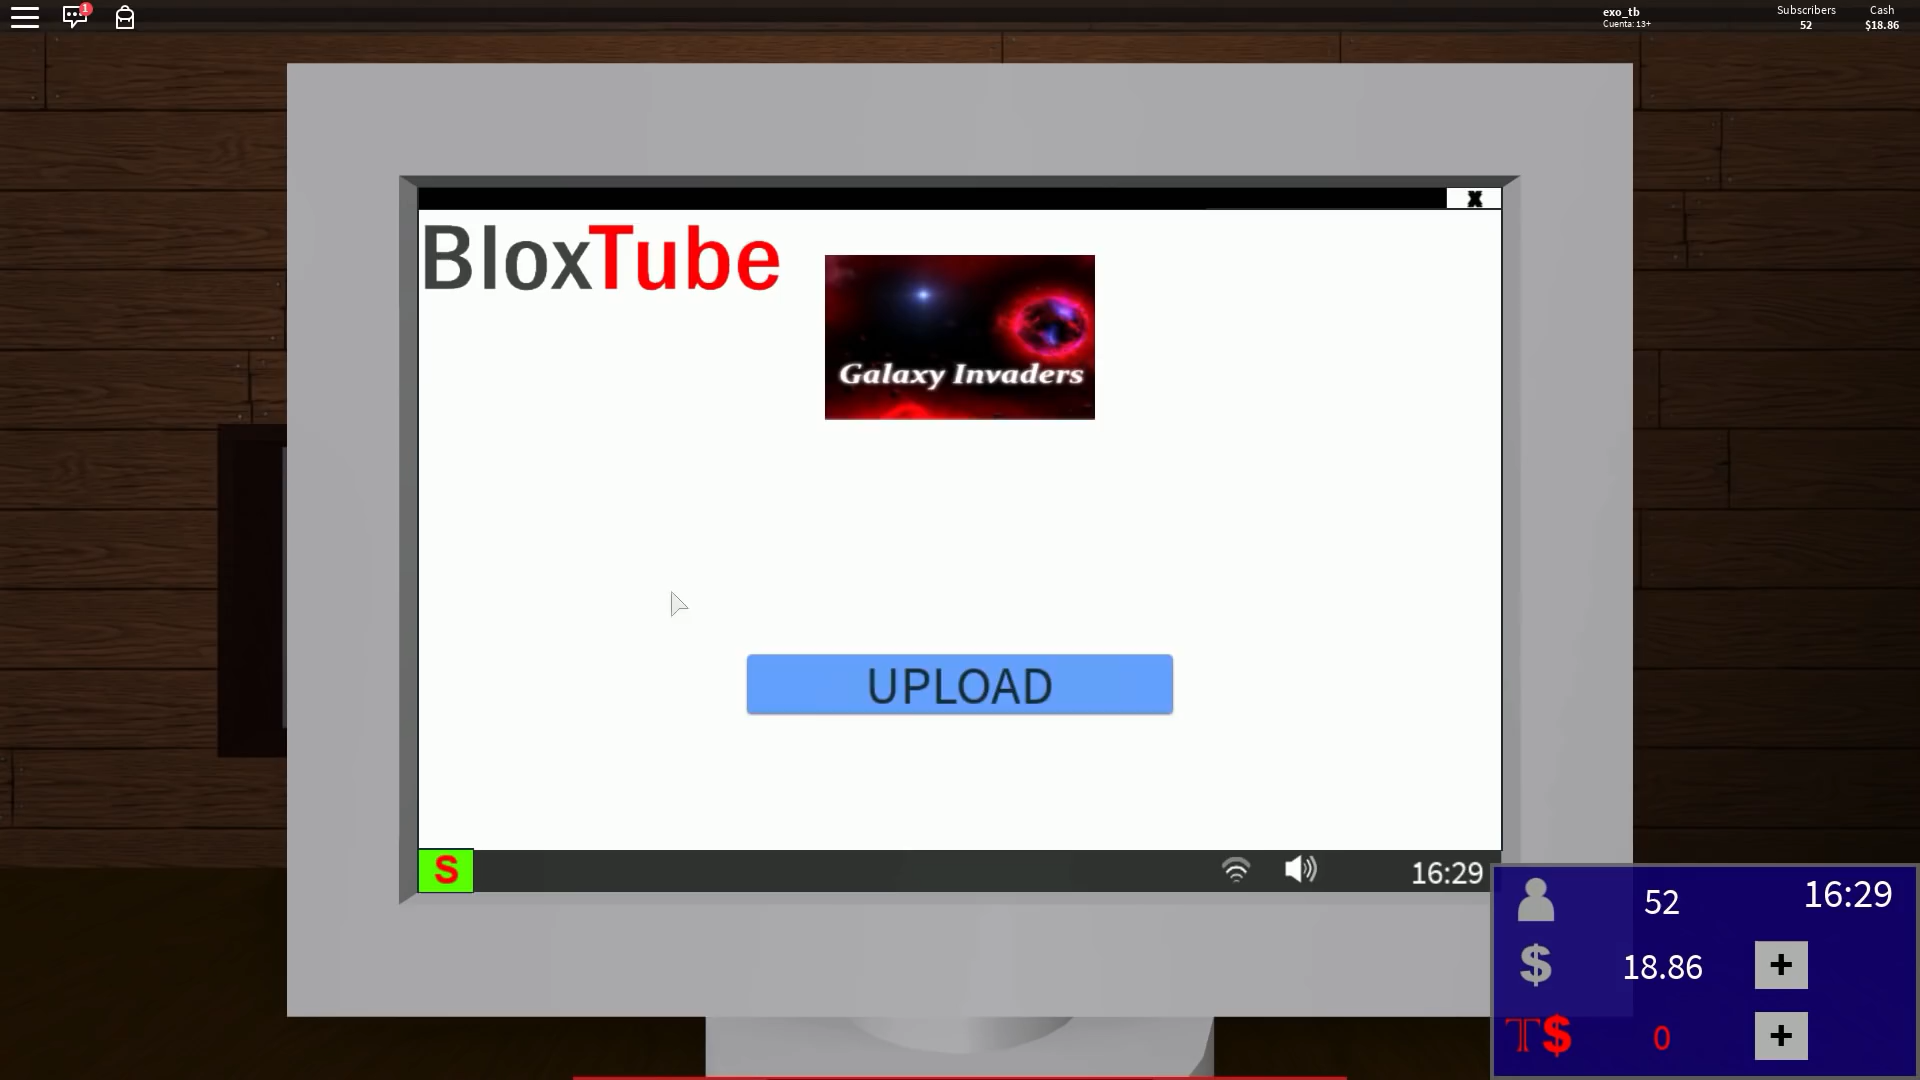 1
exo_tb
Cuenta: 13+
Subscribers
52
Cash
$18.86
X
BloxTube
Galaxy Invaders
UPLOAD
S
16:29
52
16:29
$
18.86
+
T$
0
+